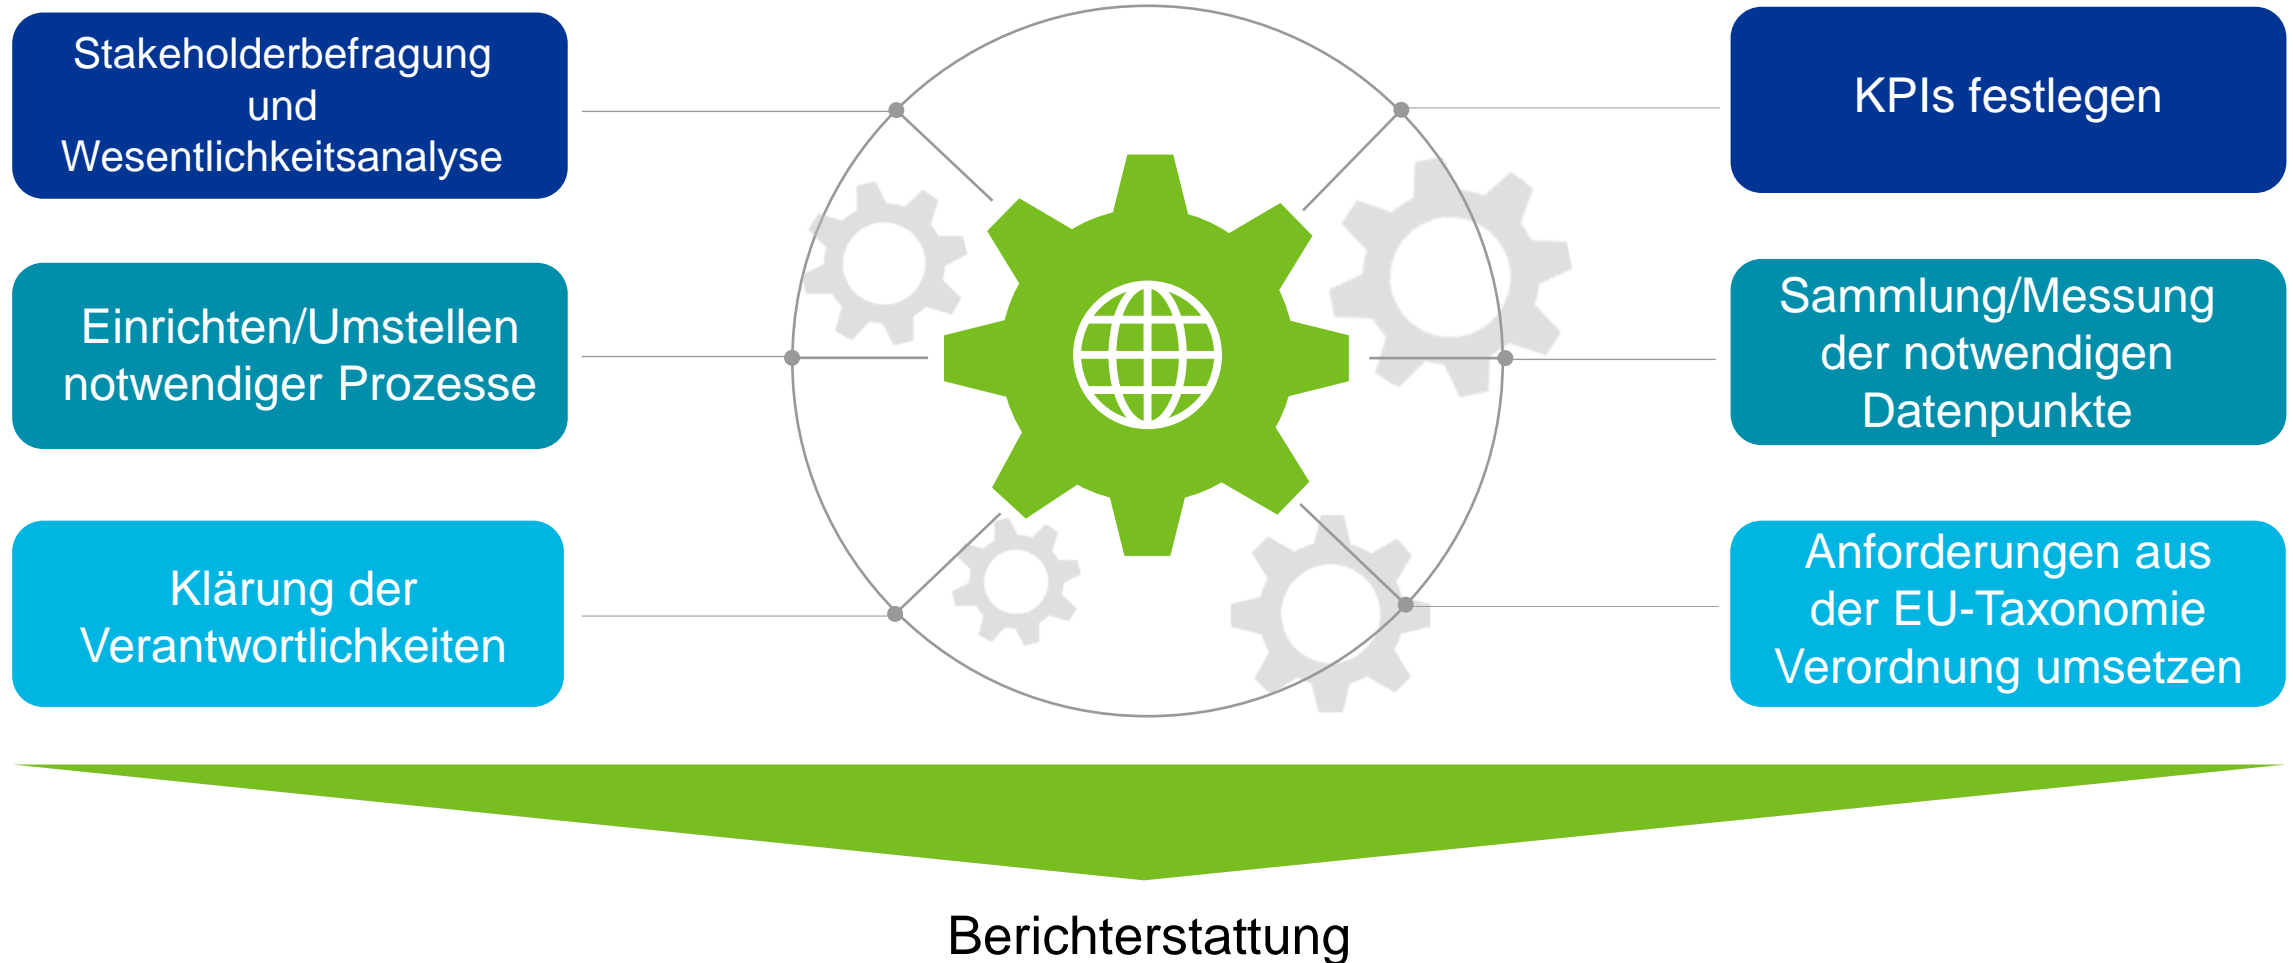 Stakeholderbefragung
und
Wesentlichkeitsanalyse
Einrichten/Umstellen
notwendiger Prozesse
Klärung der
Verantwortlichkeiten
KPIs festlegen
Sammlung/Messung
der notwendigen
Datenpunkte
Anforderungen aus
der EU-Taxonomie
Verordnung umsetzen
Berichterstattung